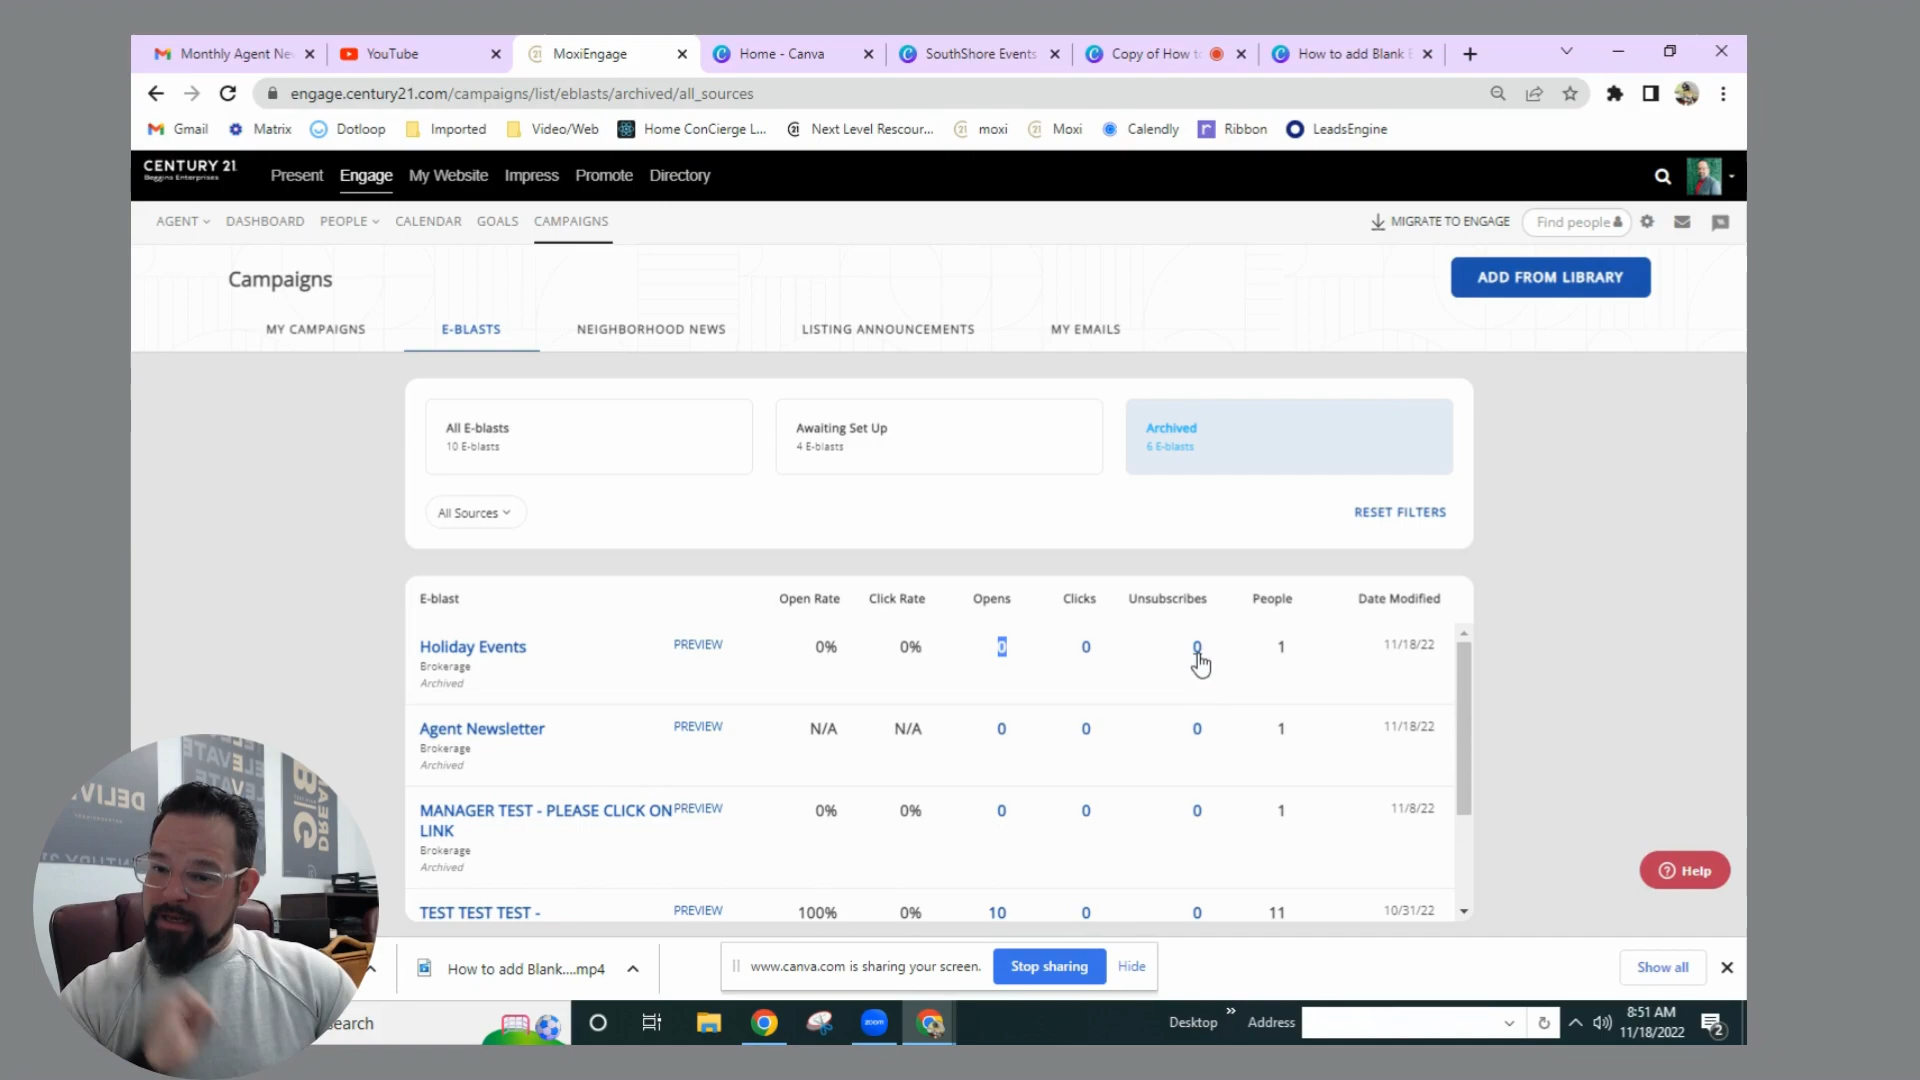 Monthly Agent Ne
YouTube
MoxiEngage
Home - Canva
SouthShore Events
Copy of How to
How to add Blank E
engage.century21.com/campaigns/list/eblasts/archived/all_sources
Gmail
Matrix
Dotloop
Imported
Video/Web
Home ConCierge L...
Next Level Rescour...
moxi
Moxi
Calendly
Ribbon
LeadsEngine
CENTURY 21.
Beggins Enterprises
Present
Engage
My Website
Impress
Promote
Directory
AGENT
DASHBOARD
PEOPLE
CALENDAR
GOALS
CAMPAIGNS
MIGRATE TO ENGAGE
Find people
Campaigns
ADD FROM LIBRARY
MY CAMPAIGNS
E-BLASTS
NEIGHBORHOOD NEWS
LISTING ANNOUNCEMENTS
MY EMAILS
All E-blasts
10 E-blasts
Awaiting Set Up
4 E-blasts
Archived
6 E-blasts
All Sources
RESET FILTERS
E-blast Open Rate Click Rate Opens Clicks Unsubscribes People Date Modified
Holiday Events PREVIEW 0% 0% 0 0 0 1 11/18/22
Brokerage
Archived
Agent Newsletter PREVIEW N/A N/A 0 0 0 1 11/18/22
Brokerage
Archived
MANAGER TEST - PLEASE CLICK ON PREVIEW 0% 0% 0 0 0 1 11/8/22
LINK
Brokerage
Archived
TEST TEST TEST - PREVIEW 100% 0% 10 0 0 11 10/31/22
Help
How to add Blank....mp4
www.canva.com is sharing your screen.
Stop sharing
Hide
Show all
earch
zoom
Desktop
Address
8:51 AM
11/18/2022
2